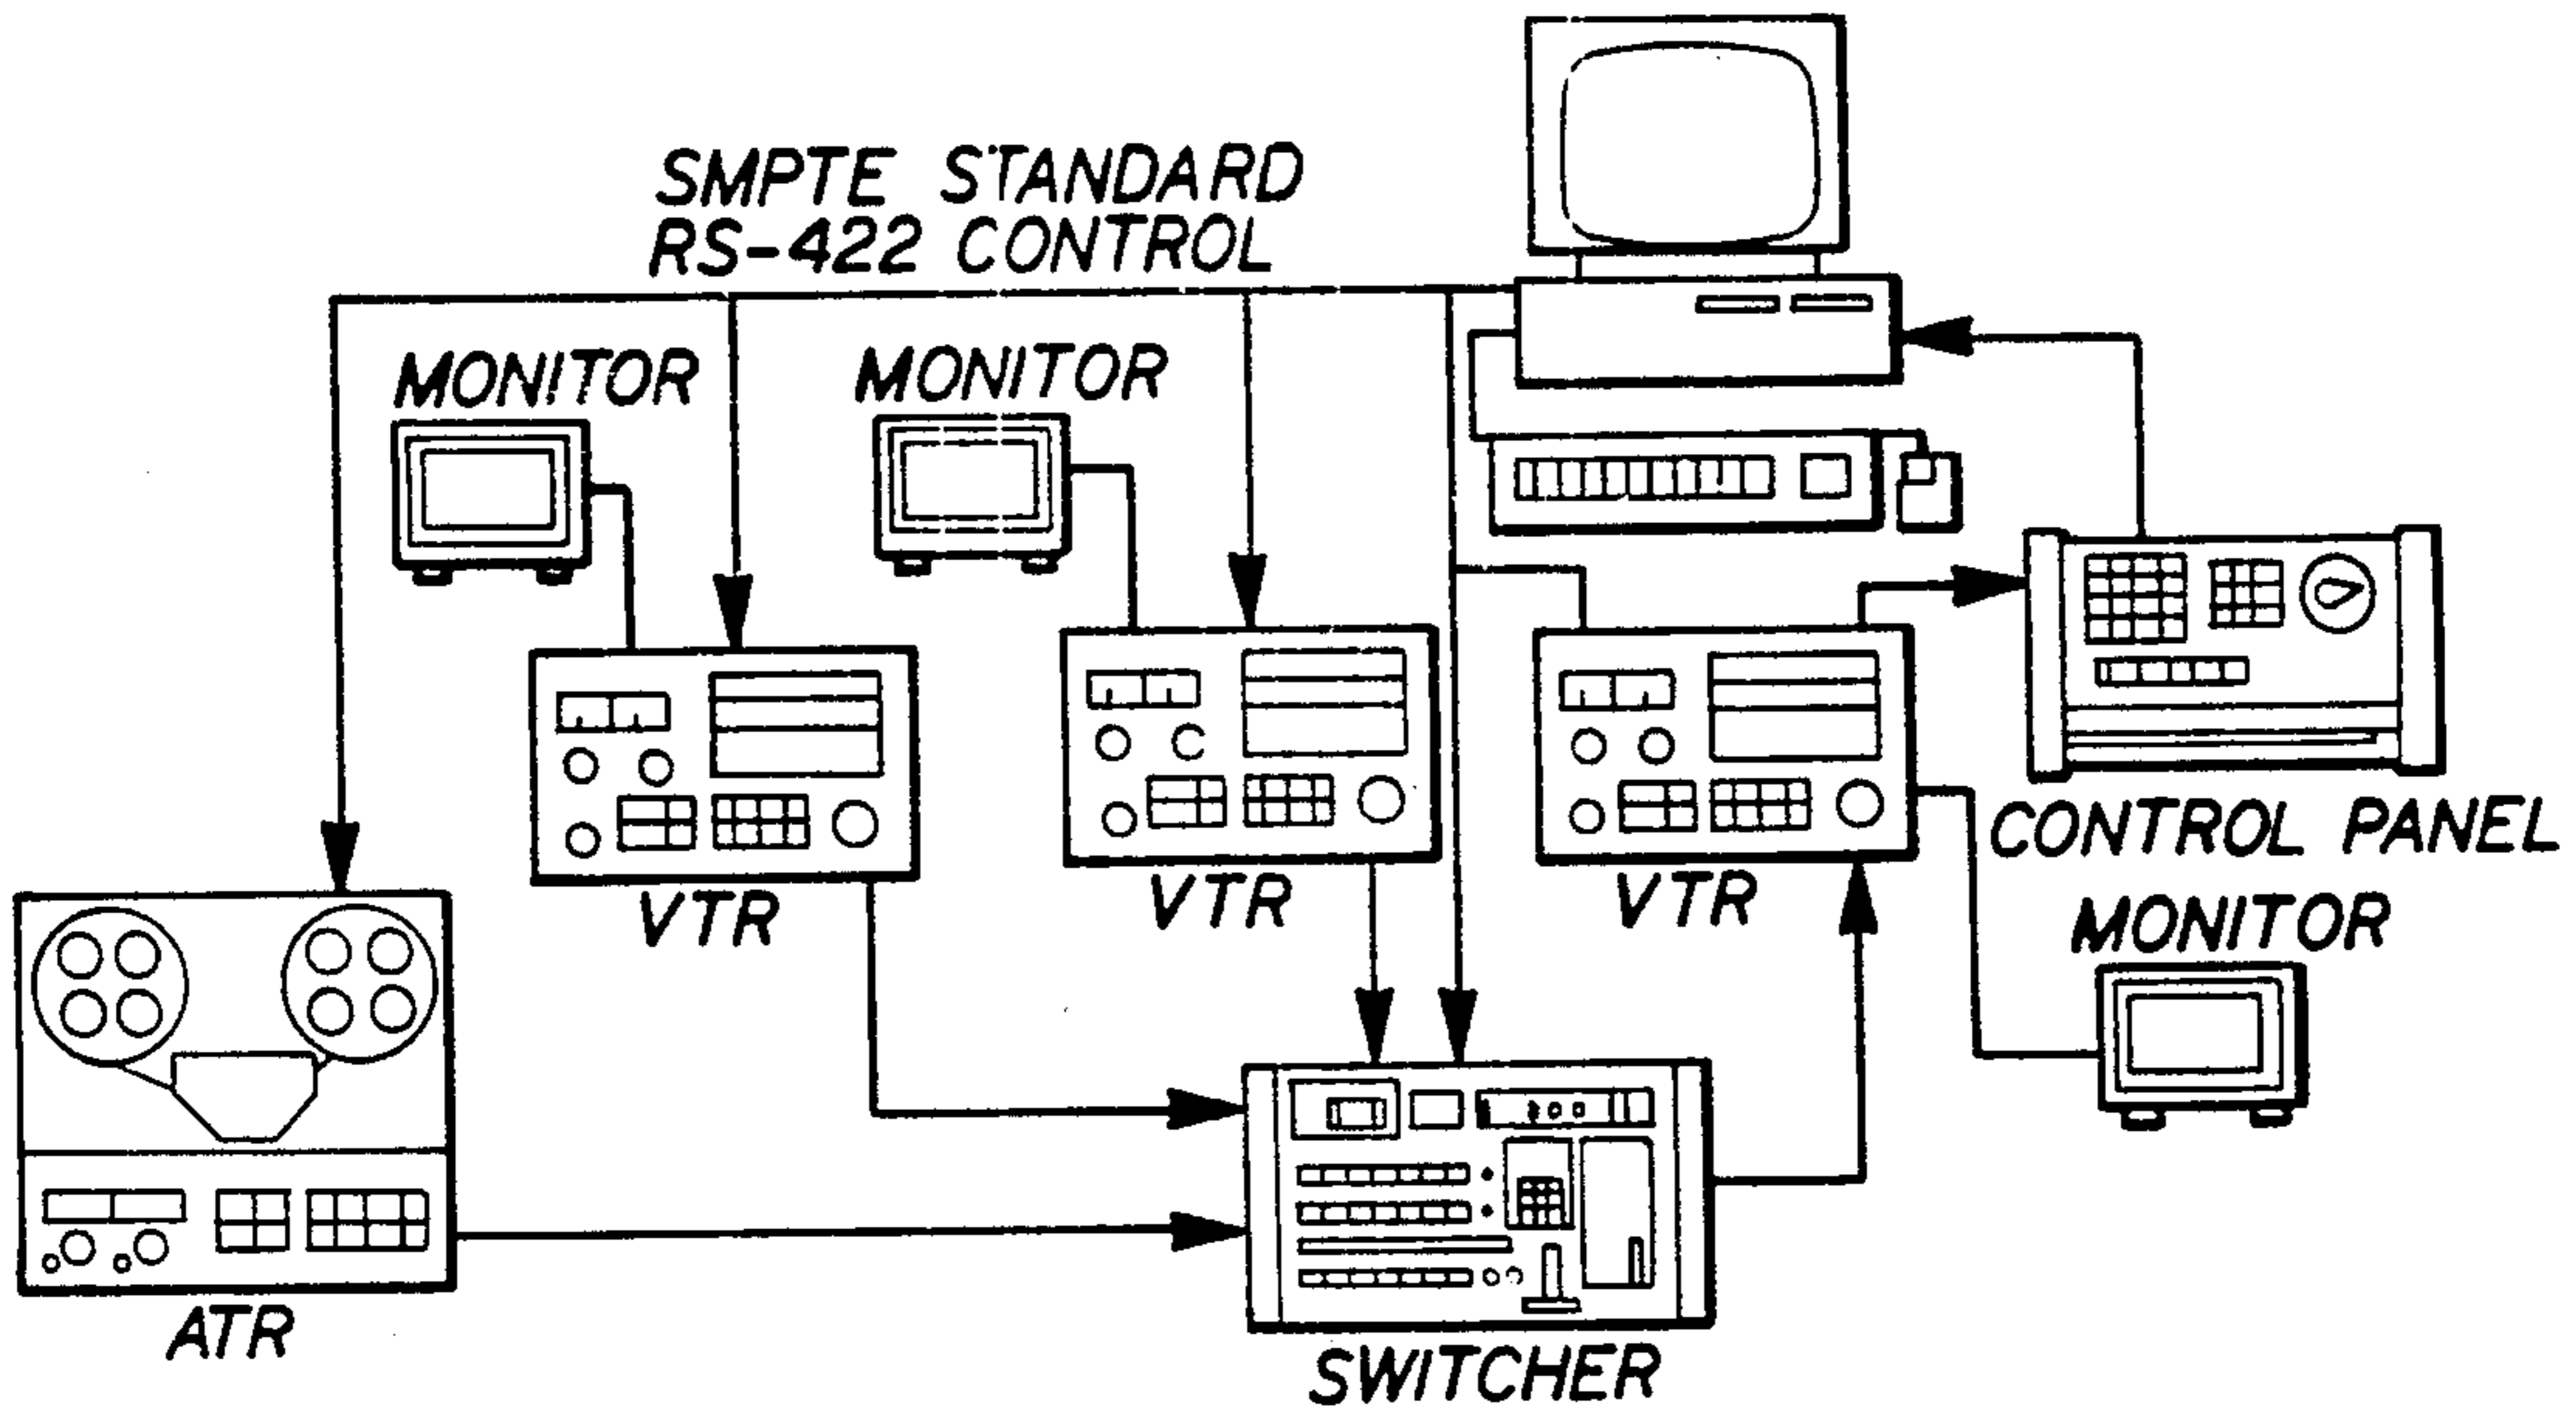 SMPTE STANDARD
RS-422 CONTROL
MONITOR
MONITOR
VTR
VTR
VTR
CONTROL PANEL
MONITOR
ATR
SWITCHER